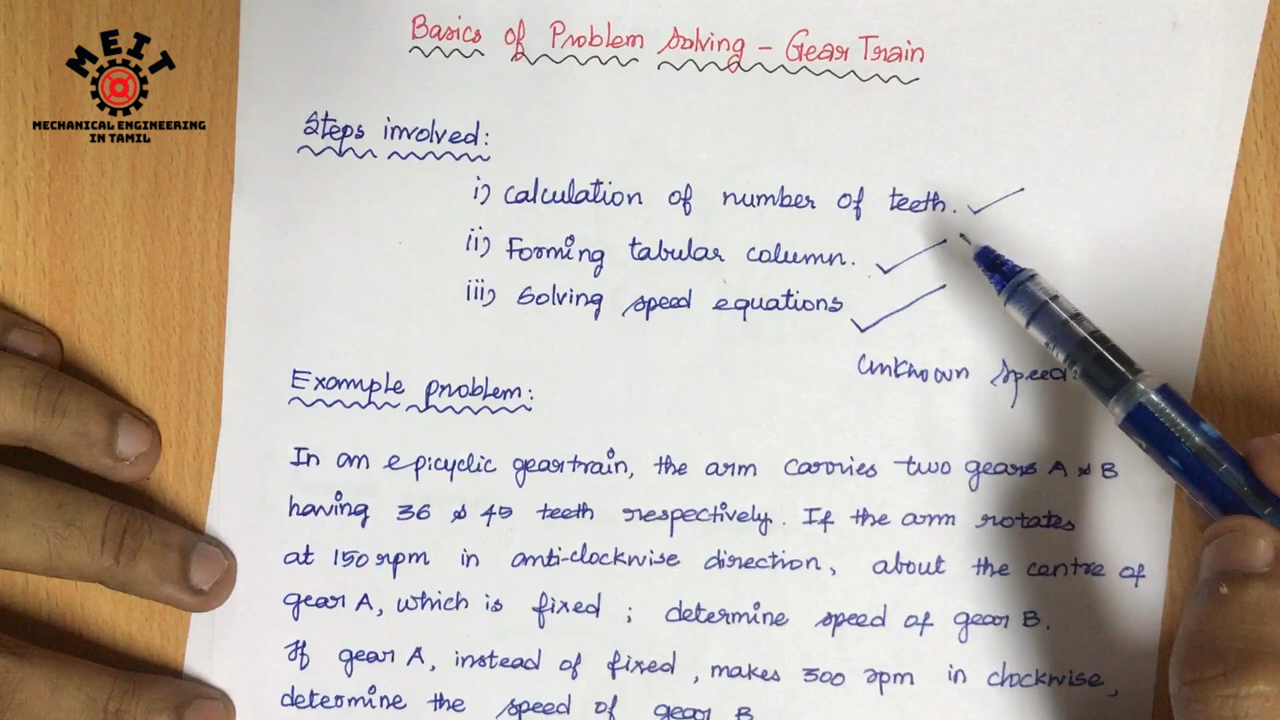 MEIT
MECHANICAL ENGINEERING
IN TAMIL
Basics of Problem Solving - Gear Train
Steps involved:
i) Calculation of number of teeth.
ii) Forming tabular column.
iii) Solving speed equations
Unknown speed.
Example problem:
In an epicyclic geartrain, the arm carries two gears A & B
having 36 & 45 teeth respectively. If the arm rotates
at 150 rpm in anti-clockwise direction, about the centre of
gear A, which is fixed ; determine speed of gear B.
If gear A, instead of fixed, makes 300 rpm in clockwise,
determine the speed of gear B